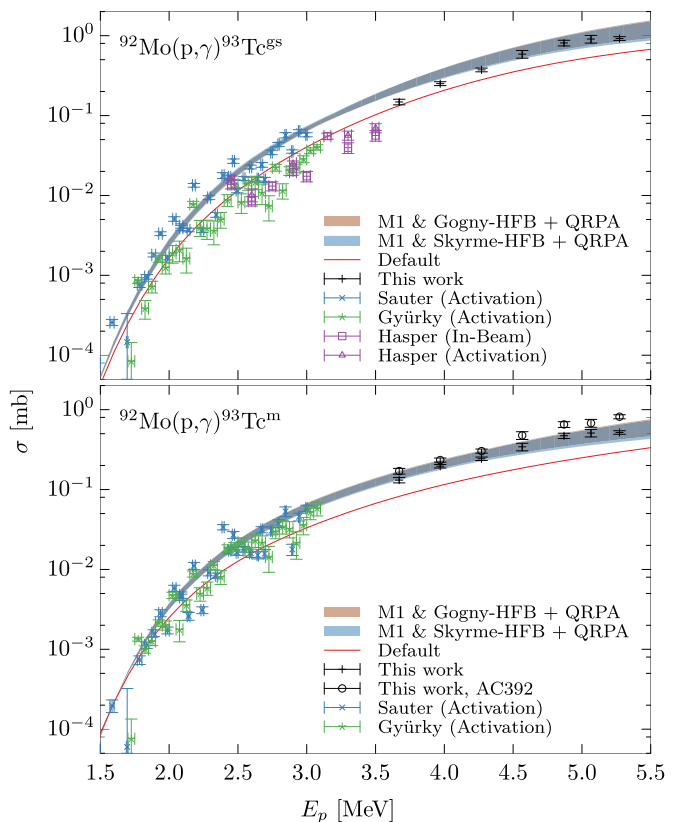 ⁹²Mo(p,γ)⁹³Tcᵍˢ
10⁰
10⁻¹
10⁻²
10⁻³
10⁻⁴
M1 & Gogny-HFB + QRPA
M1 & Skyrme-HFB + QRPA
Default
This work
Sauter (Activation)
Gyürky (Activation)
Hasper (In-Beam)
Hasper (Activation)
σ [mb]
⁹²Mo(p,γ)⁹³Tcᵐ
10⁰
10⁻¹
10⁻²
10⁻³
10⁻⁴
M1 & Gogny-HFB + QRPA
M1 & Skyrme-HFB + QRPA
Default
This work
This work, AC392
Sauter (Activation)
Gyürky (Activation)
1.5 2.0 2.5 3.0 3.5 4.0 4.5 5.0 5.5
Eₚ [MeV]